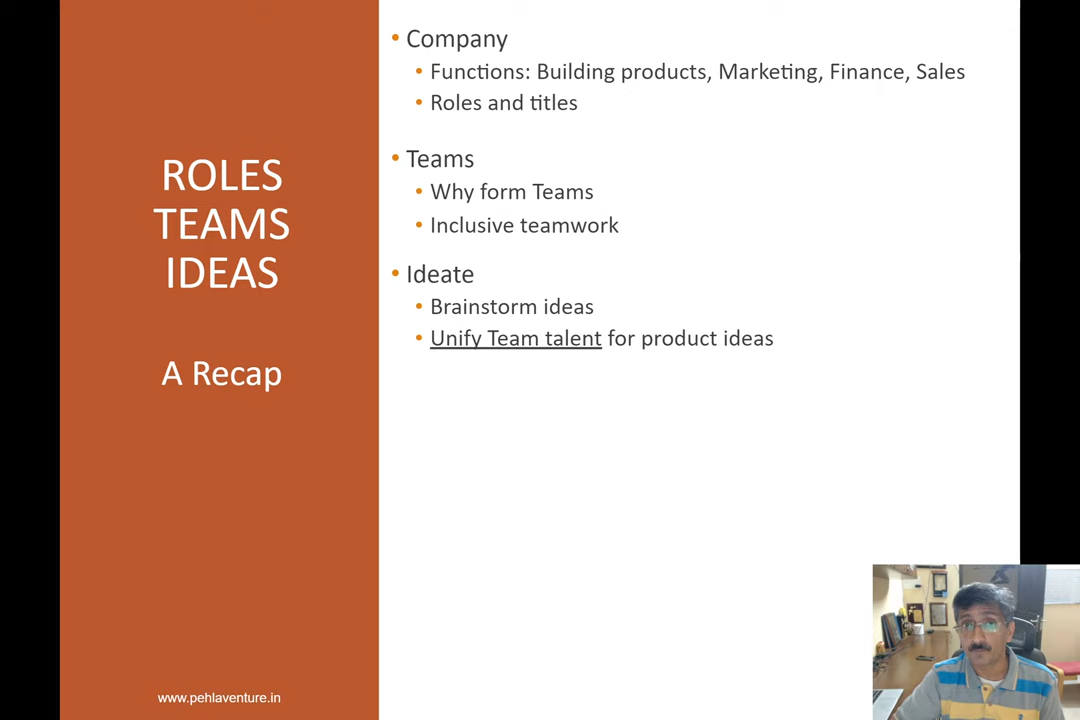 ROLES
TEAMS
IDEAS
A Recap
www.pehlaventure.in
• Company
• Functions: Building products, Marketing, Finance, Sales
• Roles and titles
• Teams
• Why form Teams
• Inclusive teamwork
• Ideate
• Brainstorm ideas
• Unify Team talent for product ideas